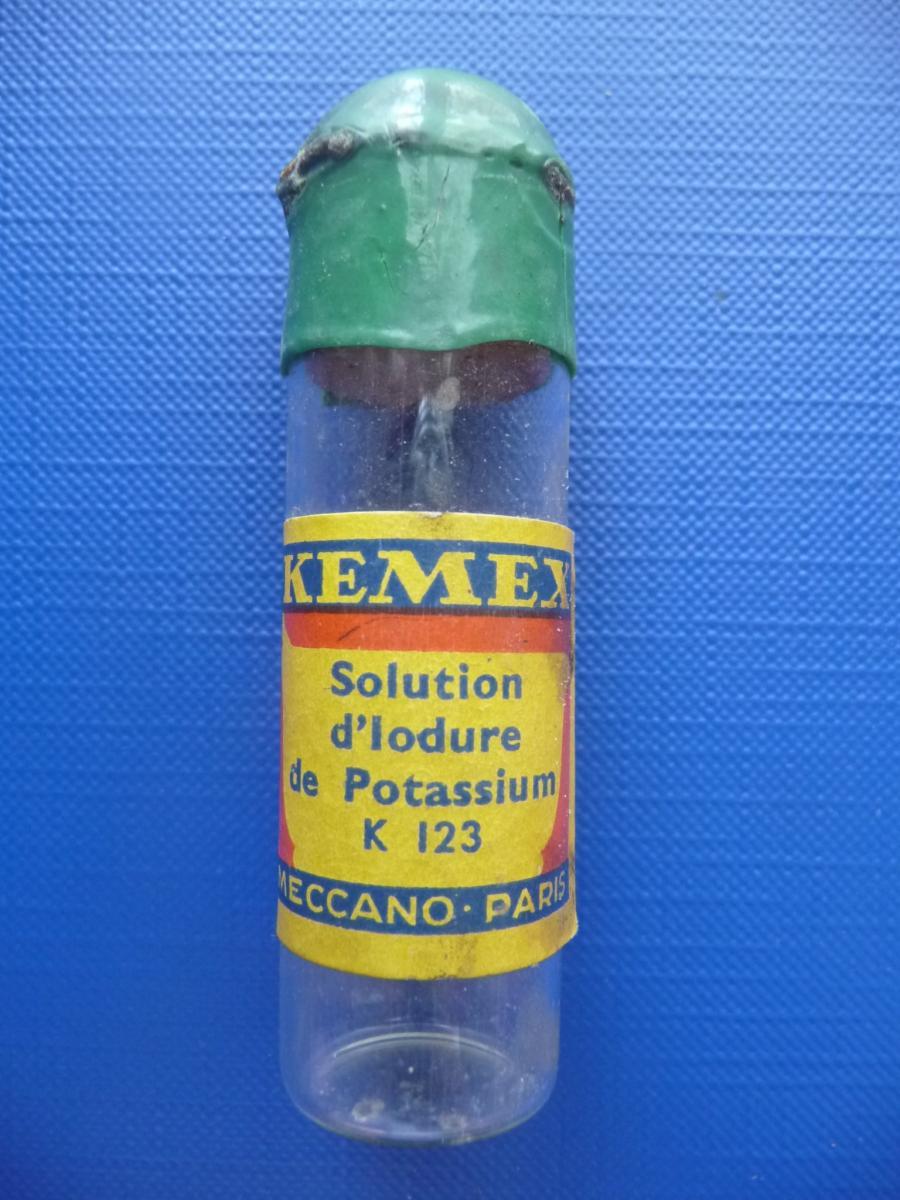 KEMEX
Solution
d'Iodure
de Potassium
K 123
MECCANO · PARIS